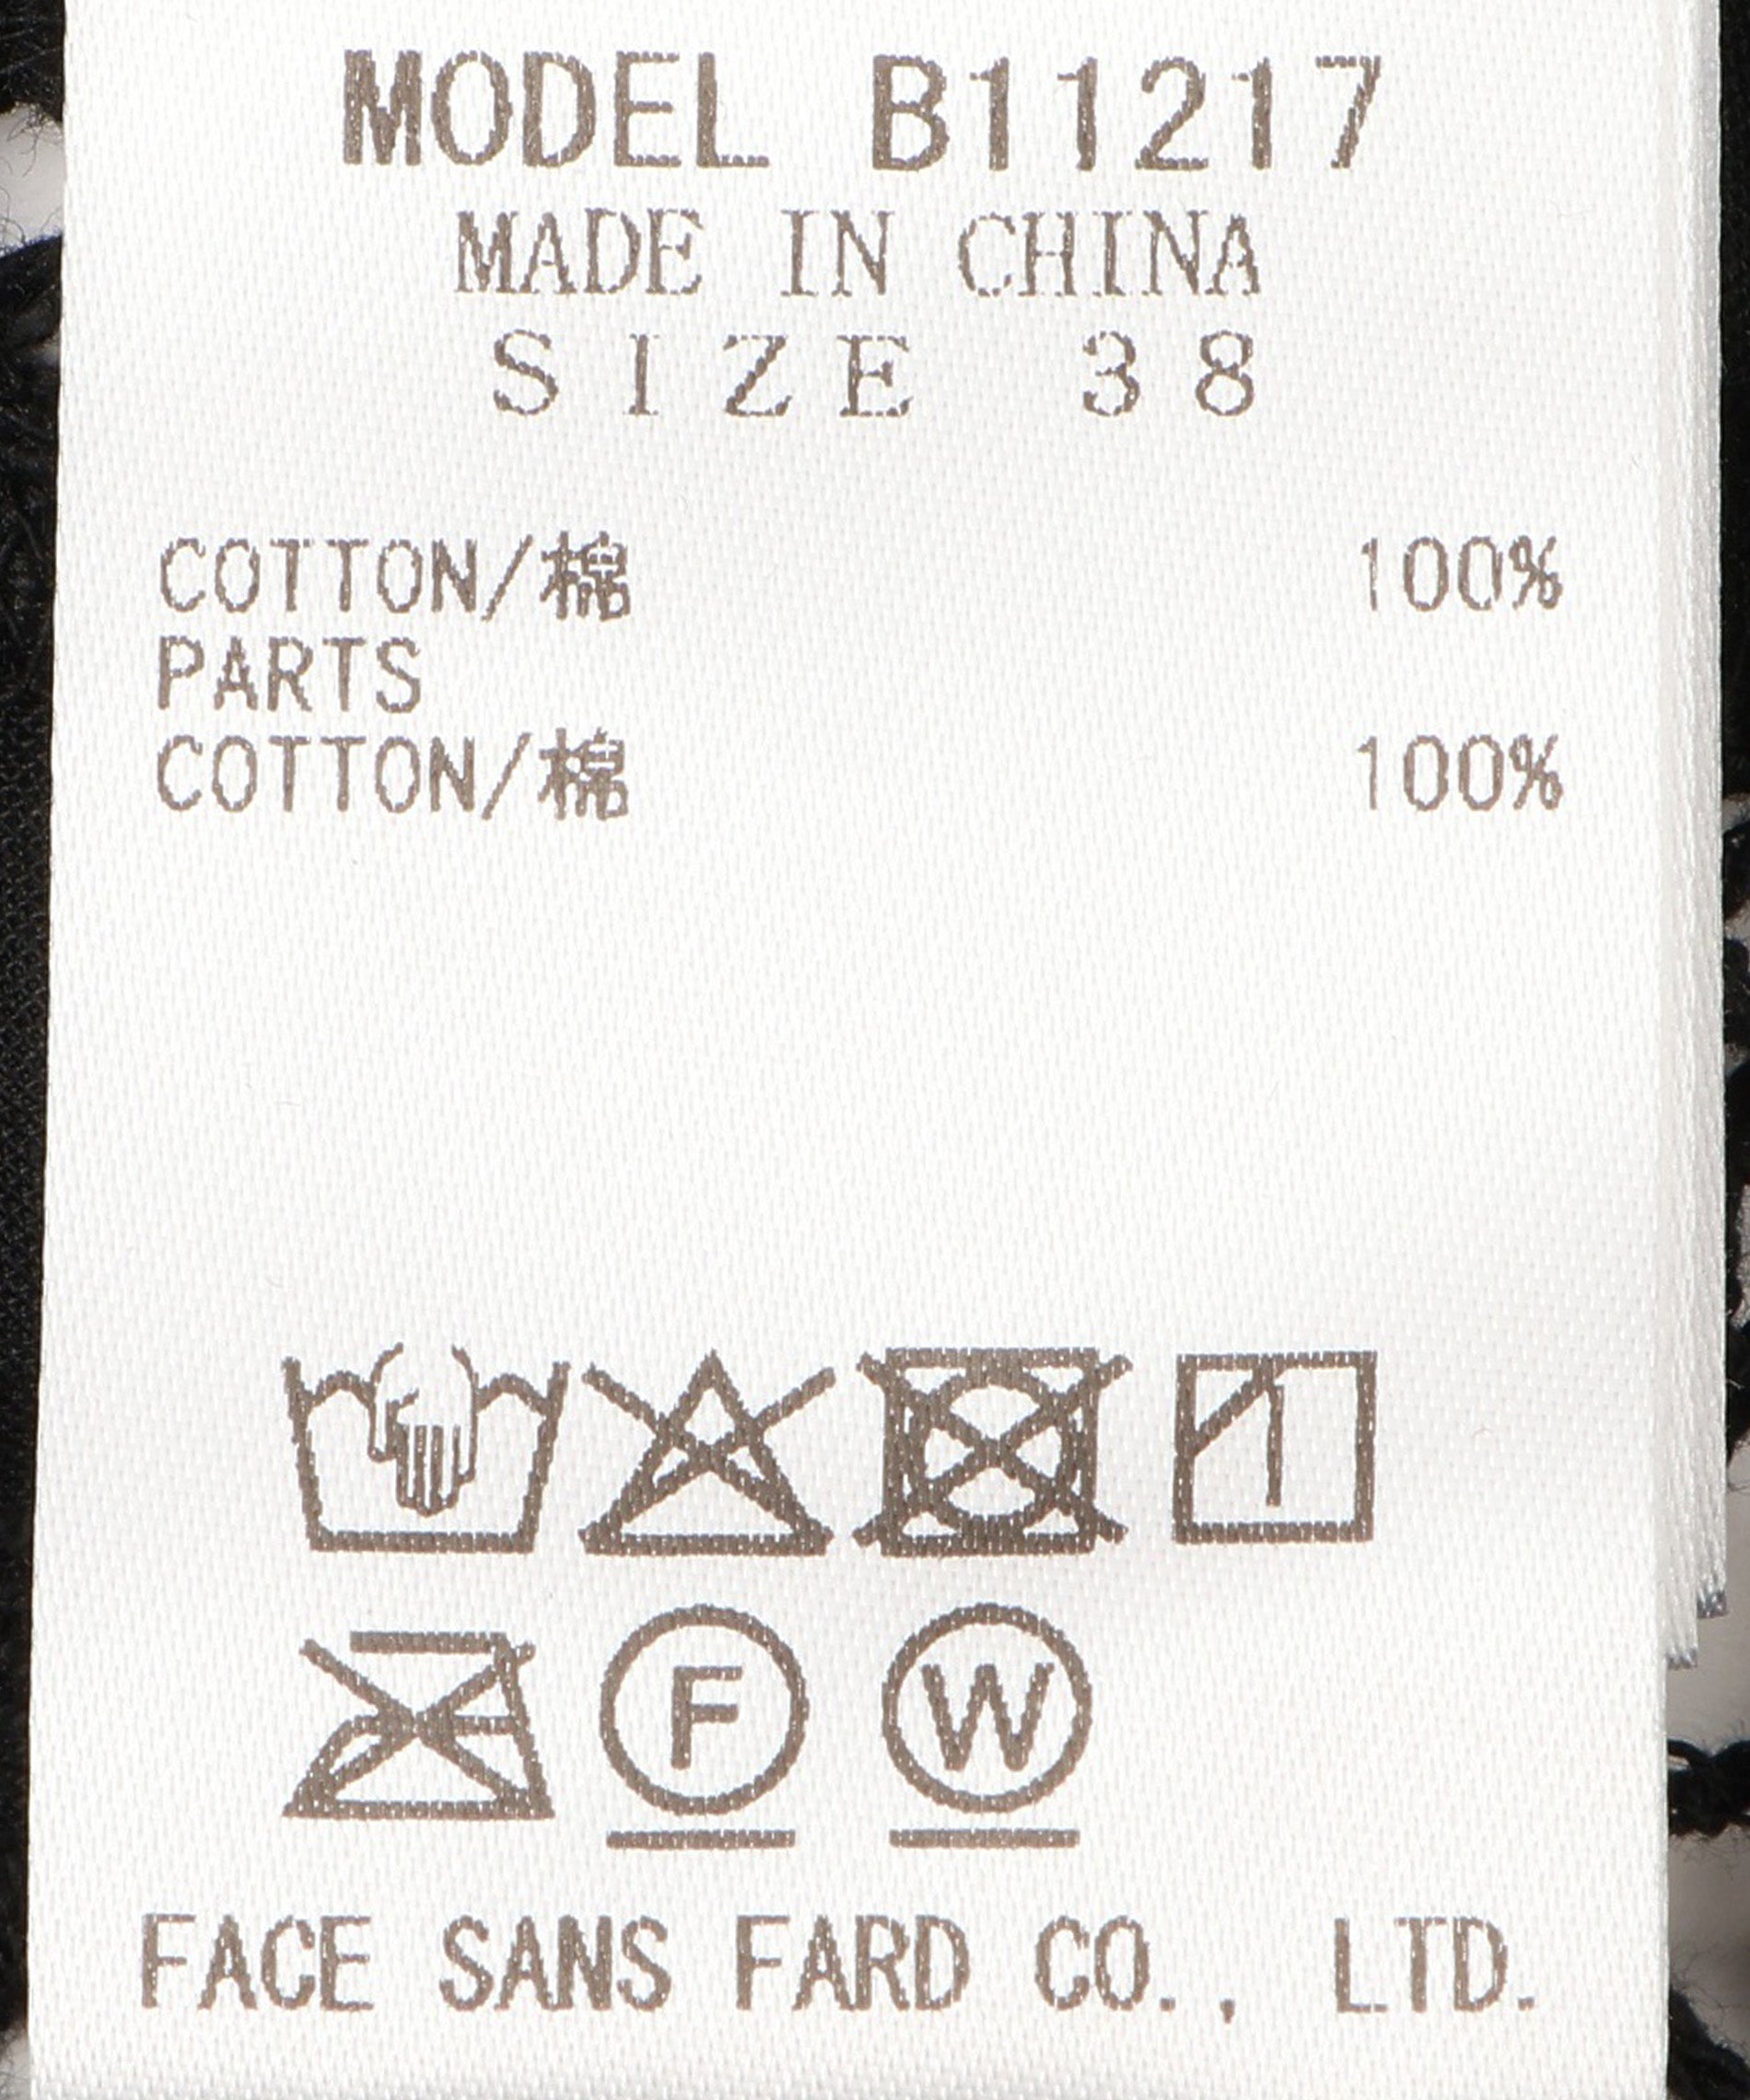 MODEL B11217
MADE IN CHINA
SIZE 38
COTTON/棉 100%
PARTS
COTTON/棉 100%
F W
FACE SANS FARD CO., LTD.